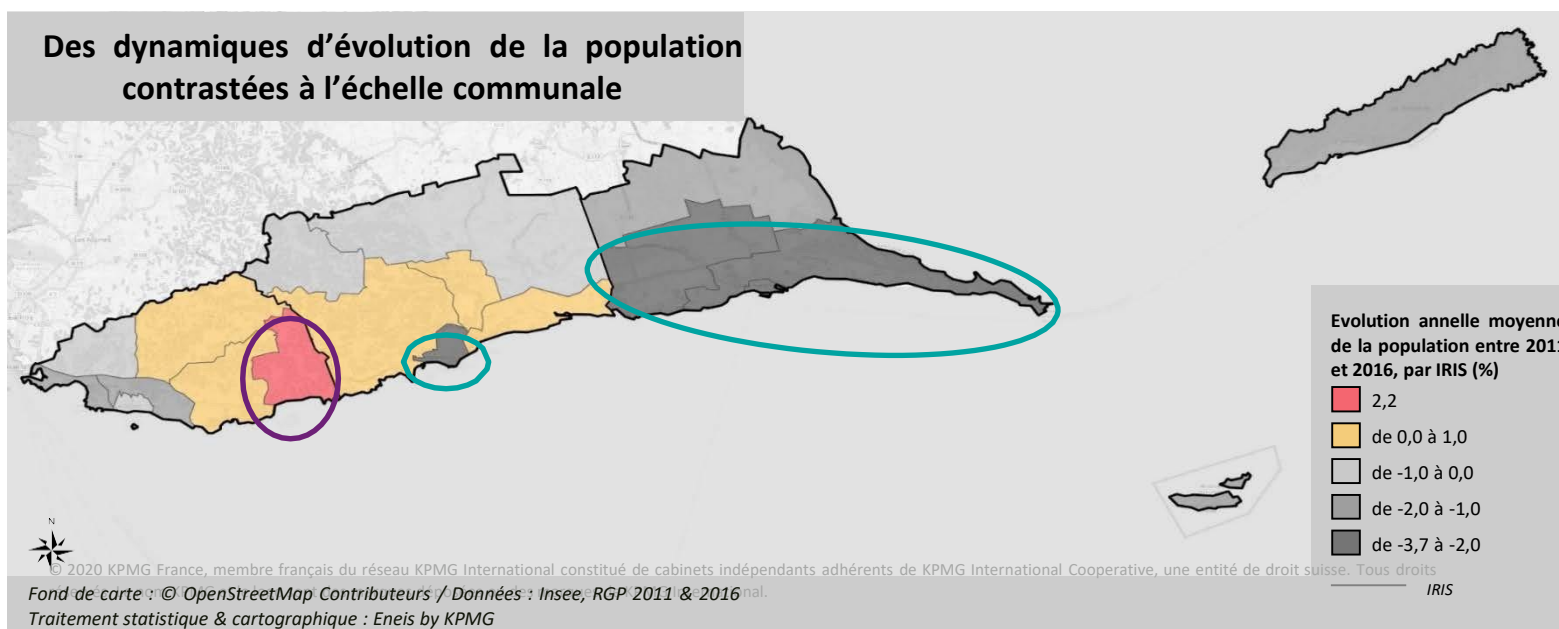 Des dynamiques d’évolution de la population
contrastées à l’échelle communale
Evolution annelle moyenne
de la population entre 2011
et 2016, par IRIS (%)
2,2
de 0,0 à 1,0
de -1,0 à 0,0
de -2,0 à -1,0
de -3,7 à -2,0
IRIS
N
© 2020 KPMG France, membre français du réseau KPMG International constitué de cabinets indépendants adhérents de KPMG International Cooperative, une entité de droit suisse. Tous droits
Fond de carte : © OpenStreetMap Contributeurs / Données : Insee, RGP 2011 & 2016
Traitement statistique & cartographique : Eneis by KPMG